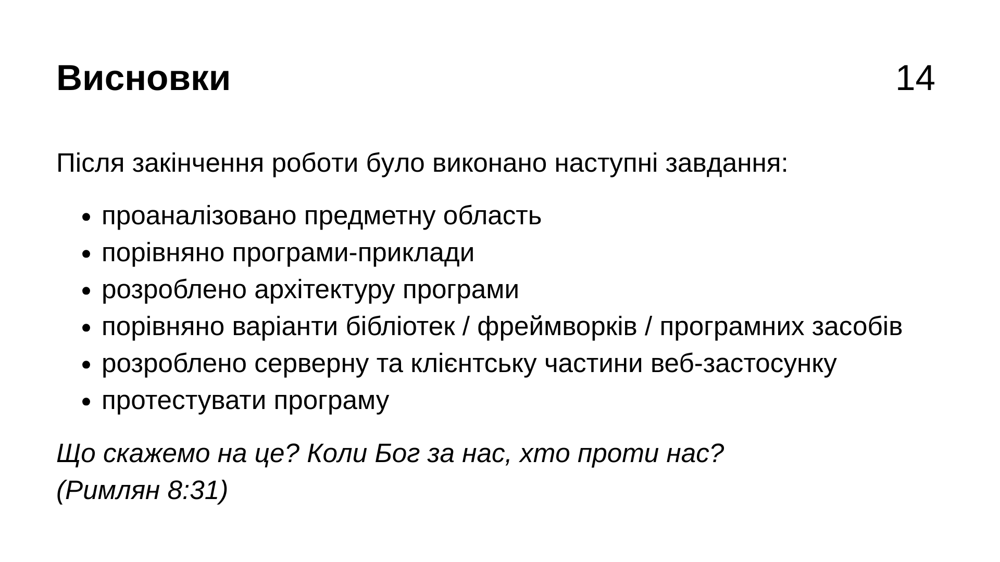 Висновки 14
Після закінчення роботи було виконано наступні завдання:
• проаналізовано предметну область
• порівняно програми-приклади
• розроблено архітектуру програми
• порівняно варіанти бібліотек / фреймворків / програмних засобів
• розроблено серверну та клієнтську частини веб-застосунку
• протестувати програму
Що скажемо на це? Коли Бог за нас, хто проти нас?
(Римлян 8:31)